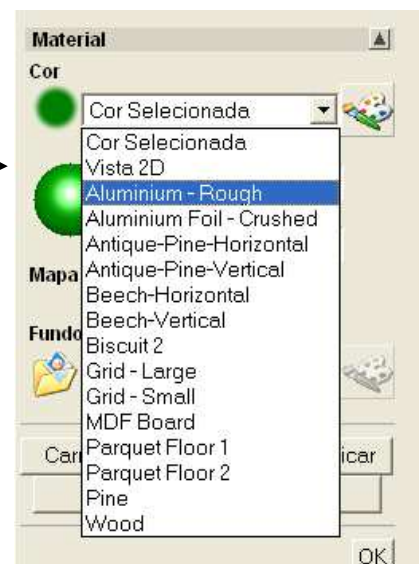 Material
Cor
Cor Selecionada
Cor Selecionada
Vista 2D
Aluminium - Rough
Aluminium Foil - Crushed
Antique-Pine-Horizontal
Mapa
Antique-Pine-Vertical
Beech-Horizontal
Beech-Vertical
Fundo
Biscuit 2
Grid - Large
Grid - Small
MDF Board
Parquet Floor 1
Parquet Floor 2
Pine
Wood
OK